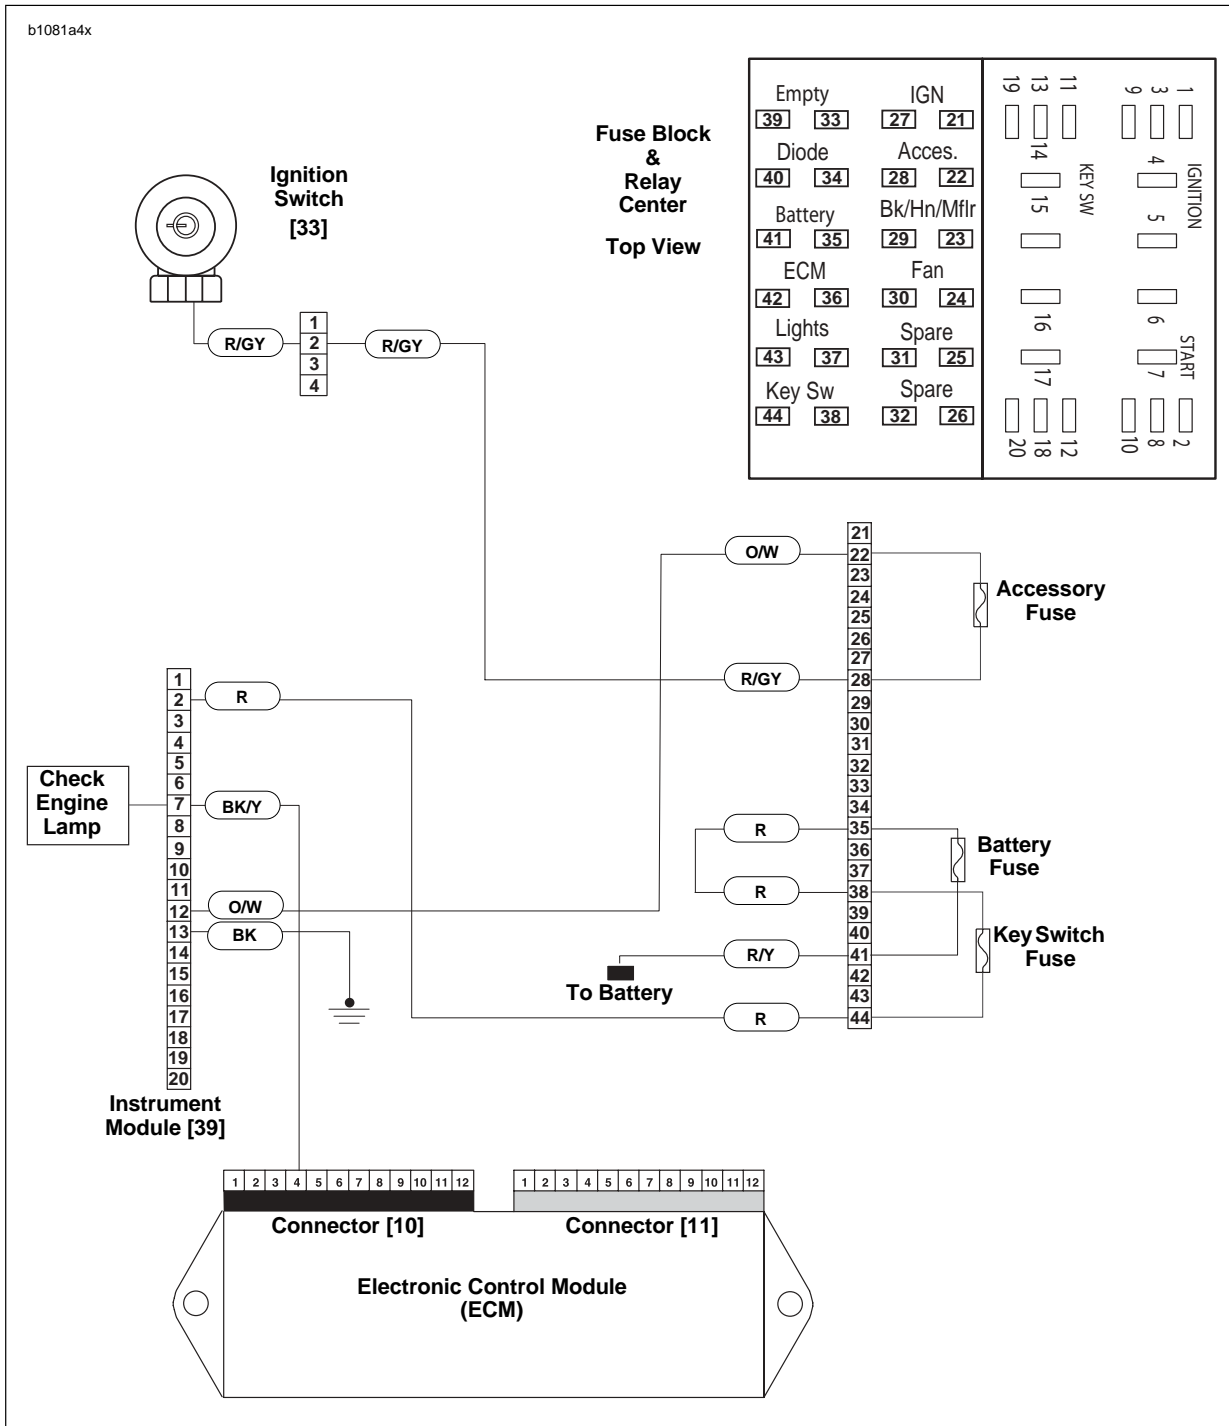 b1081a4x
Ignition
Switch
[33]
R/GY
1
2
3
4
R/GY
Fuse Block
&
Relay
Center
Top View
Empty
39 33
Diode
40 34
Battery
41 35
ECM
42 36
Lights
43 37
Key Sw
44 38
IGN
27 21
Acces.
28 22
Bk/Hn/Mflr
29 23
Fan
30 24
Spare
31 25
Spare
32 26
19 13 11
14
15
KEY SW
16
17
20 18 12
9 3 1
4
5
IGNITION
6
START
7
10 8 2
21
22
23
24
25
26
27
28
29
30
31
32
33
34
35
36
37
38
39
40
41
42
43
44
O/W
R/GY
R
R
R/Y
R
Accessory
Fuse
Battery
Fuse
Key Switch
Fuse
To Battery
Check
Engine
Lamp
1
2
3
4
5
6
7
8
9
10
11
12
13
14
15
16
17
18
19
20
R
BK/Y
O/W
BK
Instrument
Module [39]
1 2 3 4 5 6 7 8 9 10 11 12
Connector [10]
1 2 3 4 5 6 7 8 9 10 11 12
Connector [11]
Electronic Control Module
(ECM)